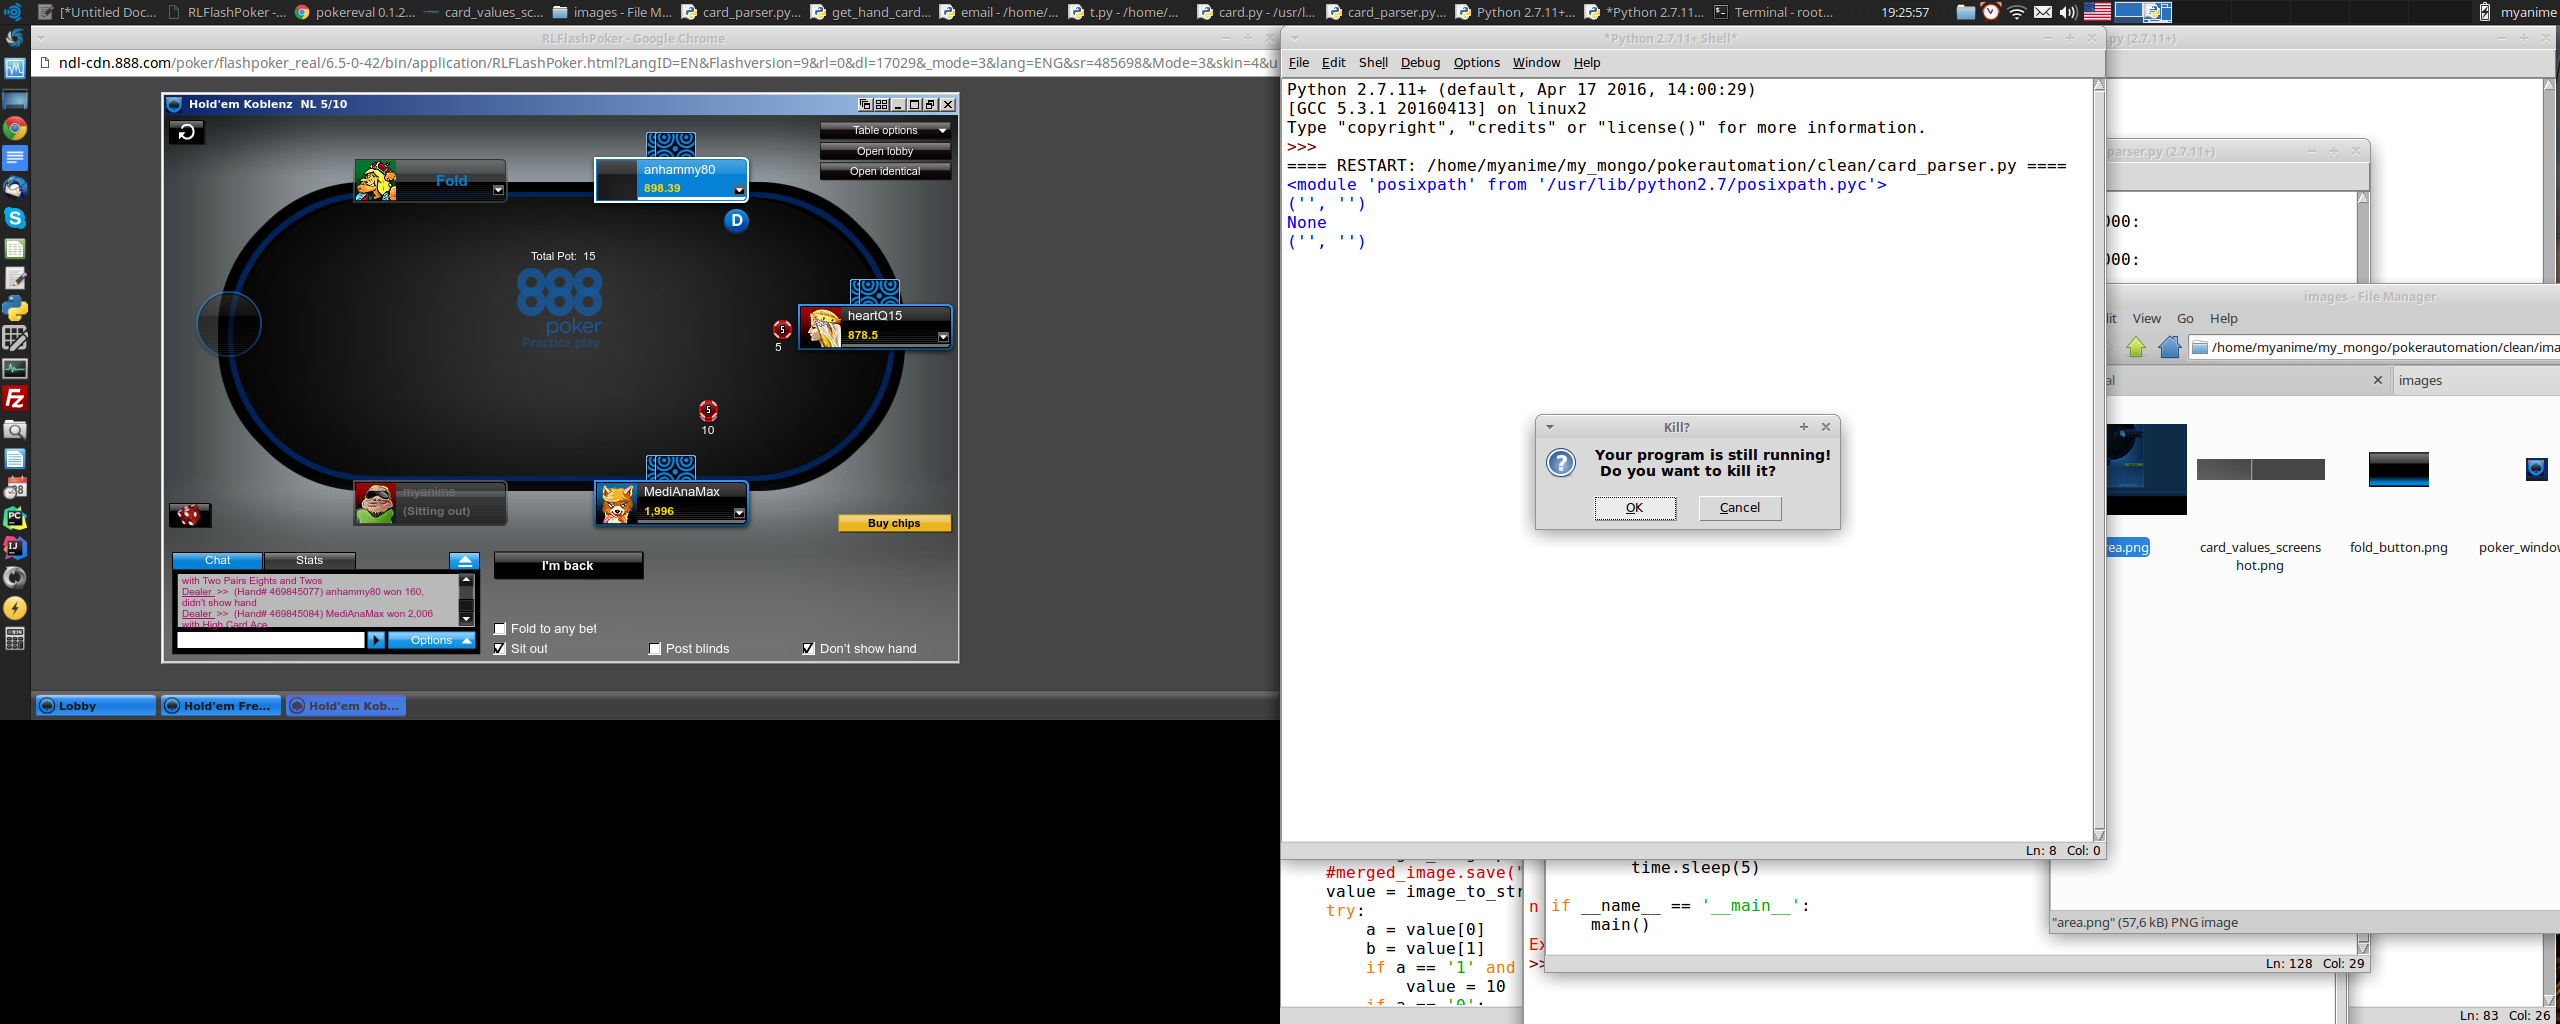 [*Untitled Doc...
RLFlashPoker -...
pokereval 0.1.2...
card_values_sc...
images - File M...
card_parser.py...
get_hand_card...
email - /home/...
t.py - /home/...
card.py - /usr/l...
card_parser.py...
Python 2.7.11+...
*Python 2.7.11...
Terminal - root...
19:25:57
myanime
RLFlashPoker - Google Chrome
ndl-cdn.888.com/poker/flashpoker_real/6.5-0-42/bin/application/RLFLashPoker.html?LangID=EN&Flashversion=9&rl=0&dl=17029&_mode=3&lang=ENG&sr=485698&Mode=3&skin=4&u
Hold'em Koblenz NL 5/10
Table options
Open lobby
Open identical
Fold
anhammy80
898.39
D
Total Pot: 15
888
poker
Practice play
heartQ15
878.5
5
5
5
10
myanime
(Sitting out)
MediAnaMax
1,996
Buy chips
Chat
Stats
I'm back
with Two Pairs Eights and Twos
Dealer >> (Hand# 469845077) anhammy80 won 160,
didn't show hand
Dealer >> (Hand# 469845084) MediAnaMax won 2,006
with High Card Ace
Options
Fold to any bet
Sit out
Post blinds
Don't show hand
Lobby
Hold'em Fre...
Hold'em Kob...
*Python 2.7.11+ Shell*
File Edit Shell Debug Options Window Help
Python 2.7.11+ (default, Apr 17 2016, 14:00:29)
[GCC 5.3.1 20160413] on linux2
Type "copyright", "credits" or "license()" for more information.
>>>
==== RESTART: /home/myanime/my_mongo/pokerautomation/clean/card_parser.py ====
<module 'posixpath' from '/usr/lib/python2.7/posixpath.pyc'>
('', '')
None
('', '')
Kill?
Your program is still running!
Do you want to kill it?
OK
Cancel
Ln: 8 Col: 0
py (2.7.11+)
parser.py (2.7.11+)
00:
00:
images - File Manager
View Go Help
/home/myanime/my_mongo/pokerautomation/clean/ima
al
images
ea.png
card_values_screens
hot.png
fold_button.png
poker_window
"area.png" (57,6 kB) PNG image
#merged_image.save("
value = image_to_str
try:
a = value[0]
b = value[1]
if a == '1' and
value = 10
if a == '0':
n
Ex
>>
time.sleep(5)
if __name__ == '__main__':
main()
Ln: 128 Col: 29
Ln: 83 Col: 26